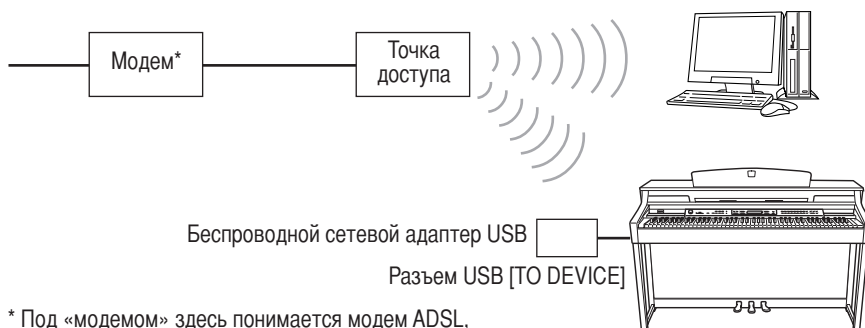 Модем*
Точка
доступа
Беспроводной сетевой адаптер USB
Разъем USB [TO DEVICE]
* Под «модемом» здесь понимается модем ADSL,